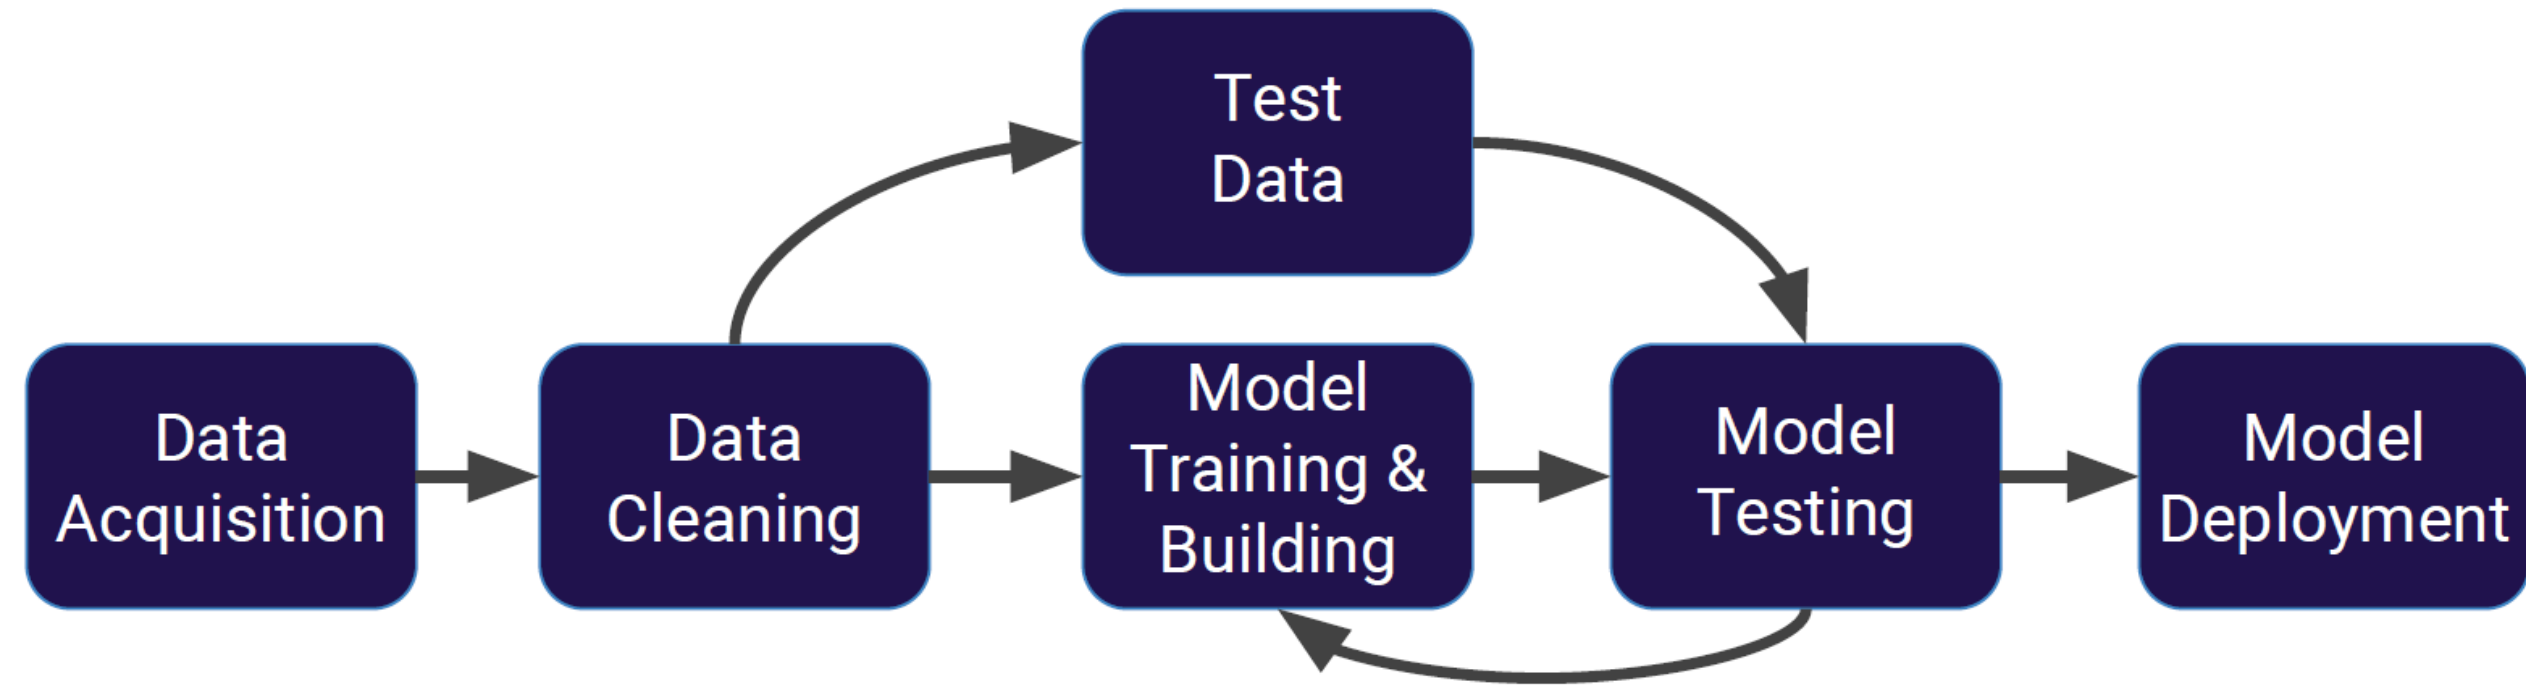 Test
Data
Data
Acquisition
Data
Cleaning
Model
Training &
Building
Model
Testing
Model
Deployment